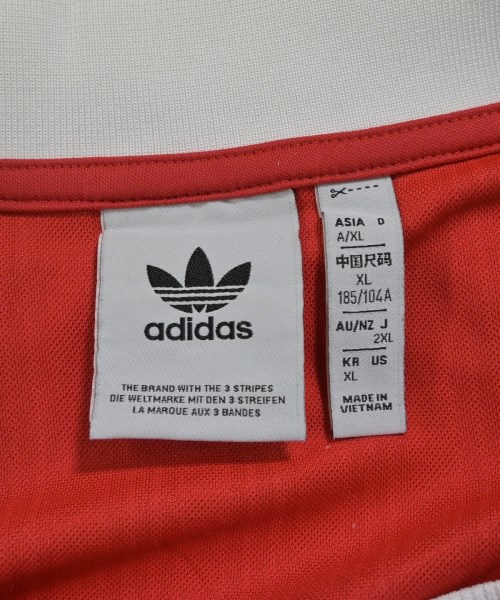 adidas
THE BRAND WITH THE 3 STRIPES
DIE WELTMARKE MIT DEN 3 STREIFEN
LA MARQUE AUX 3 BANDES
ASIA D
A/XL
中国尺码
XL
185/104A
AU/NZ J
2XL
KR US
XL
MADE IN
VIETNAM